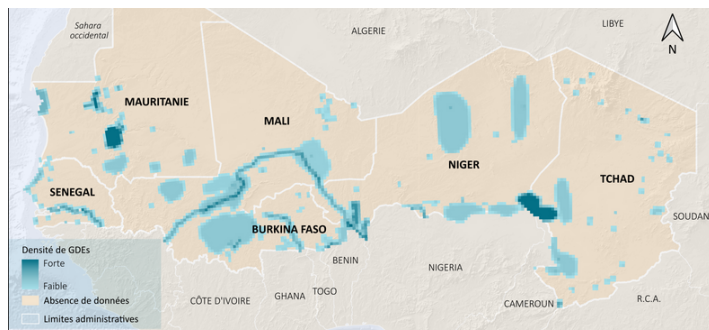 Sahara
occidental
ALGERIE
LIBYE
N
MAURITANIE
MALI
NIGER
TCHAD
SENEGAL
BURKINA FASO
SOUDAN
BENIN
NIGERIA
CÔTE D'IVOIRE
GHANA
TOGO
CAMEROUN
R.C.A.
Densité de GDEs
Forte
Faible
Absence de données
Limites administratives